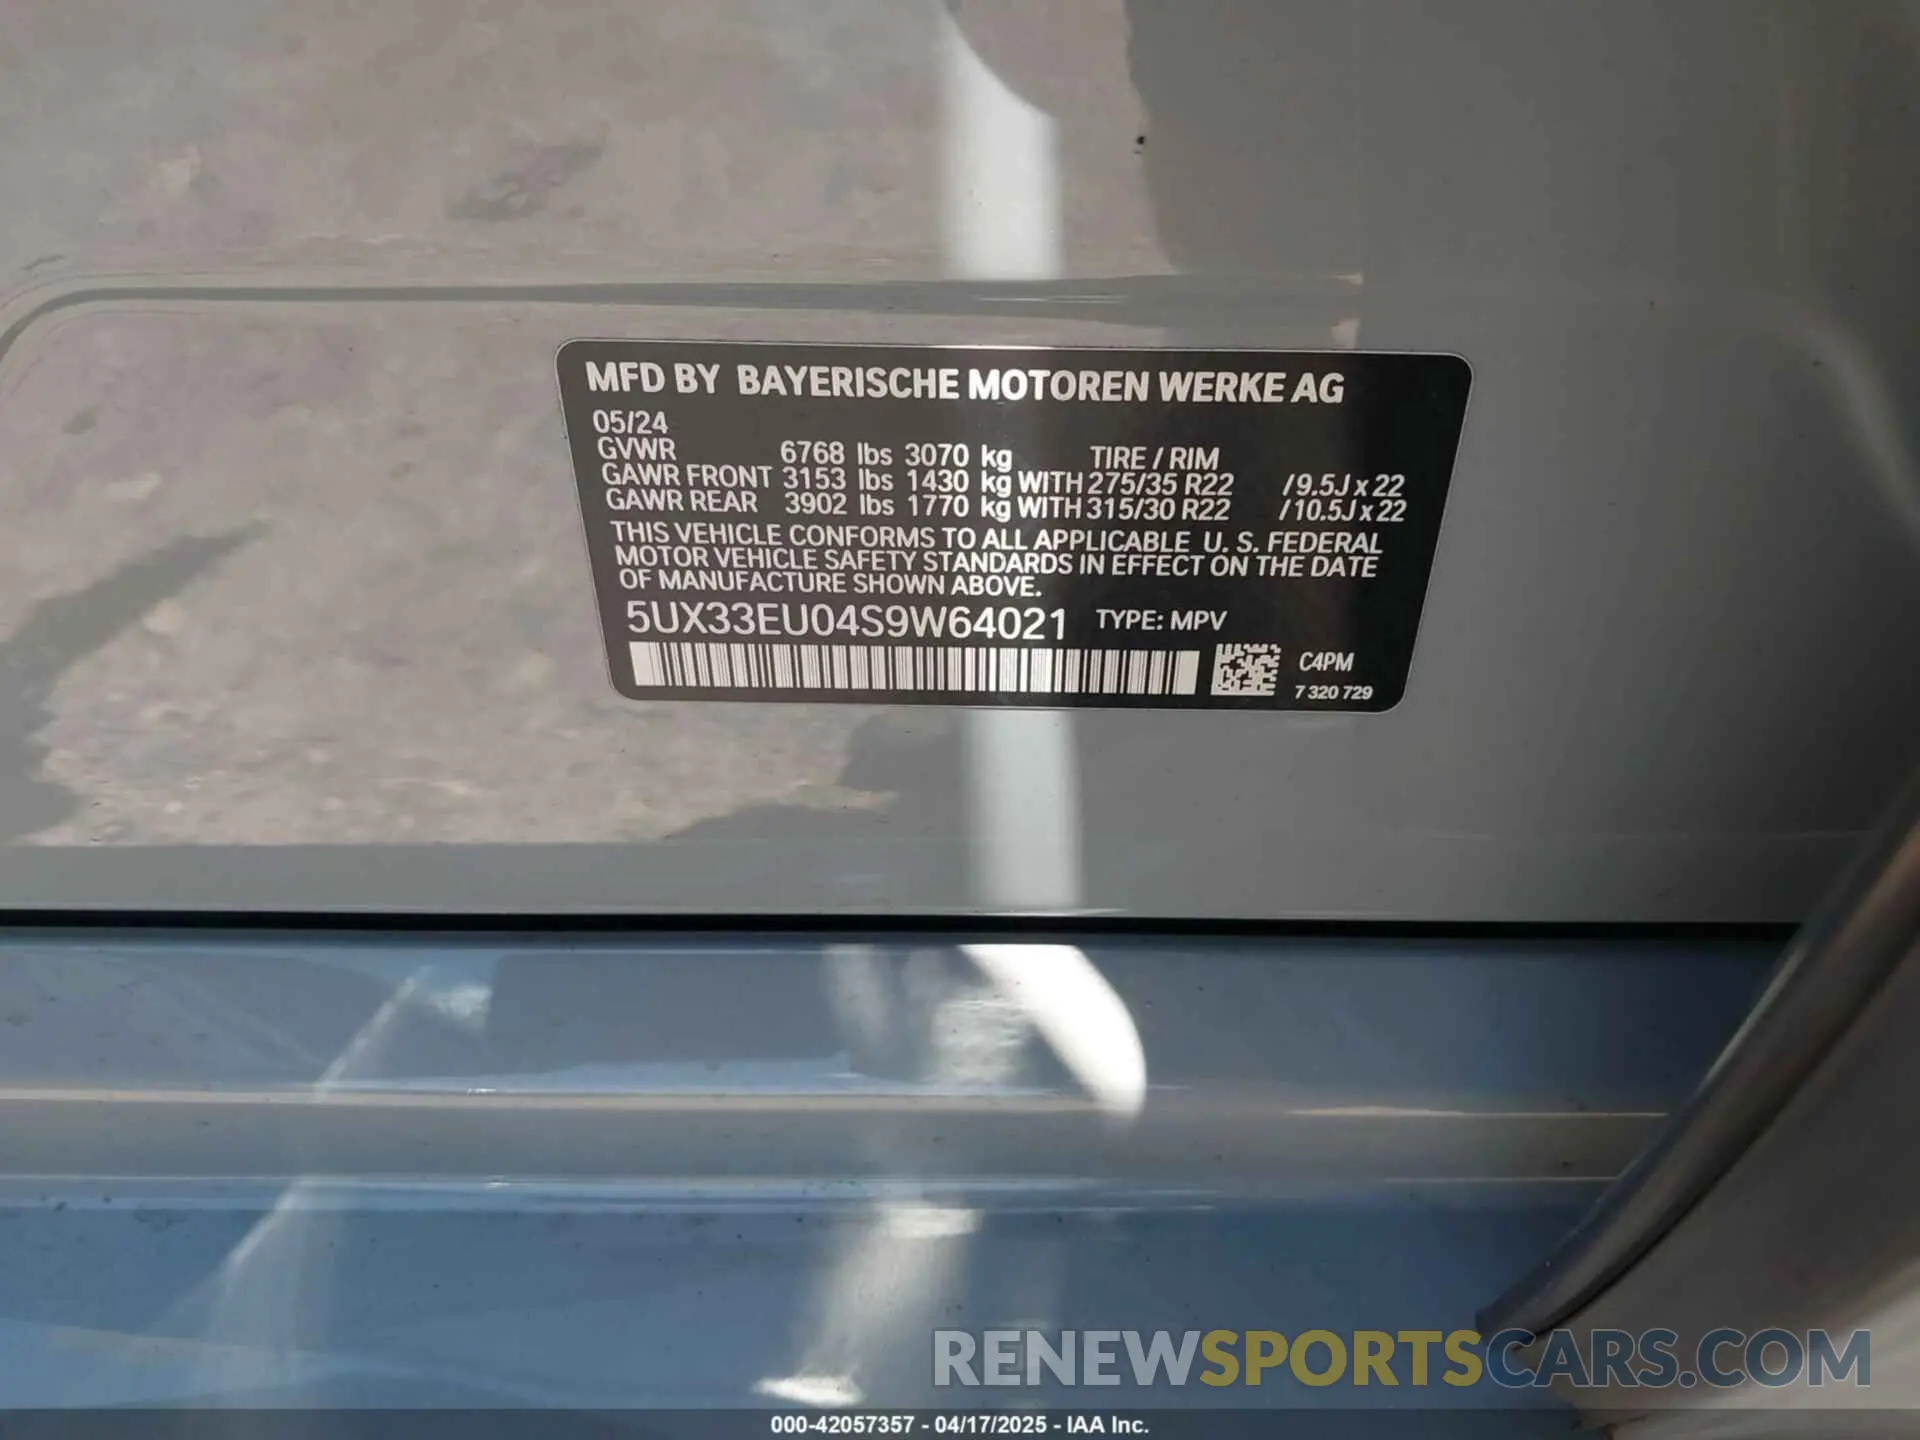 MFD BY BAYERISCHE MOTOREN WERKE AG
05/24
GVWR 6768 lbs 3070 kg TIRE / RIM
GAWR FRONT 3153 lbs 1430 kg WITH 275/35 R22 /9.5J x 22
GAWR REAR 3902 lbs 1770 kg WITH 315/30 R22 /10.5J x 22
THIS VEHICLE CONFORMS TO ALL APPLICABLE U. S. FEDERAL
MOTOR VEHICLE SAFETY STANDARDS IN EFFECT ON THE DATE
OF MANUFACTURE SHOWN ABOVE.
5UX33EU04S9W64021 TYPE: MPV
C4PM
7 320 729
RENEWSPORTSCARS.COM
000-42057357 - 04/17/2025 - IAA Inc.